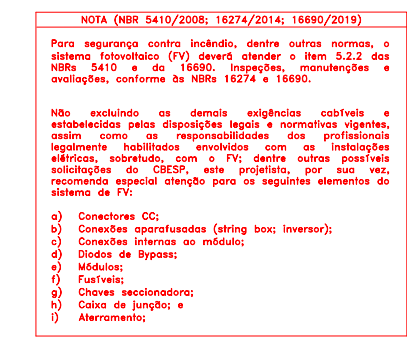 NOTA (NBR 5410/2008; 16274/2014; 16690/2019)
Para segurança contra incêndio, dentre outras normas, o
sistema fotovoltaico (FV) deverá atender o item 5.2.2 das
NBRs 5410 e da 16690. Inspeções, manutenções e
avaliações, conforme às NBRs 16274 e 16690.
Não excluindo as demais exigências cabíveis e
estabelecidas pelas disposições legais e normativas vigentes,
assim como as responsabilidades dos profissionais
legalmente habilitados envolvidos com as instalações
elétricas, sobretudo, com o FV; dentre outras possíveis
solicitações do CBESP, este projetista, por sua vez,
recomenda especial atenção para os seguintes elementos do
sistema de FV:
a) Conectores CC;
b) Conexões aparafusadas (string box; inversor);
c) Conexões internas ao módulo;
d) Diodos de Bypass;
e) Módulos;
f) Fusíveis;
g) Chaves seccionadora;
h) Caixa de junção; e
i) Aterramento;